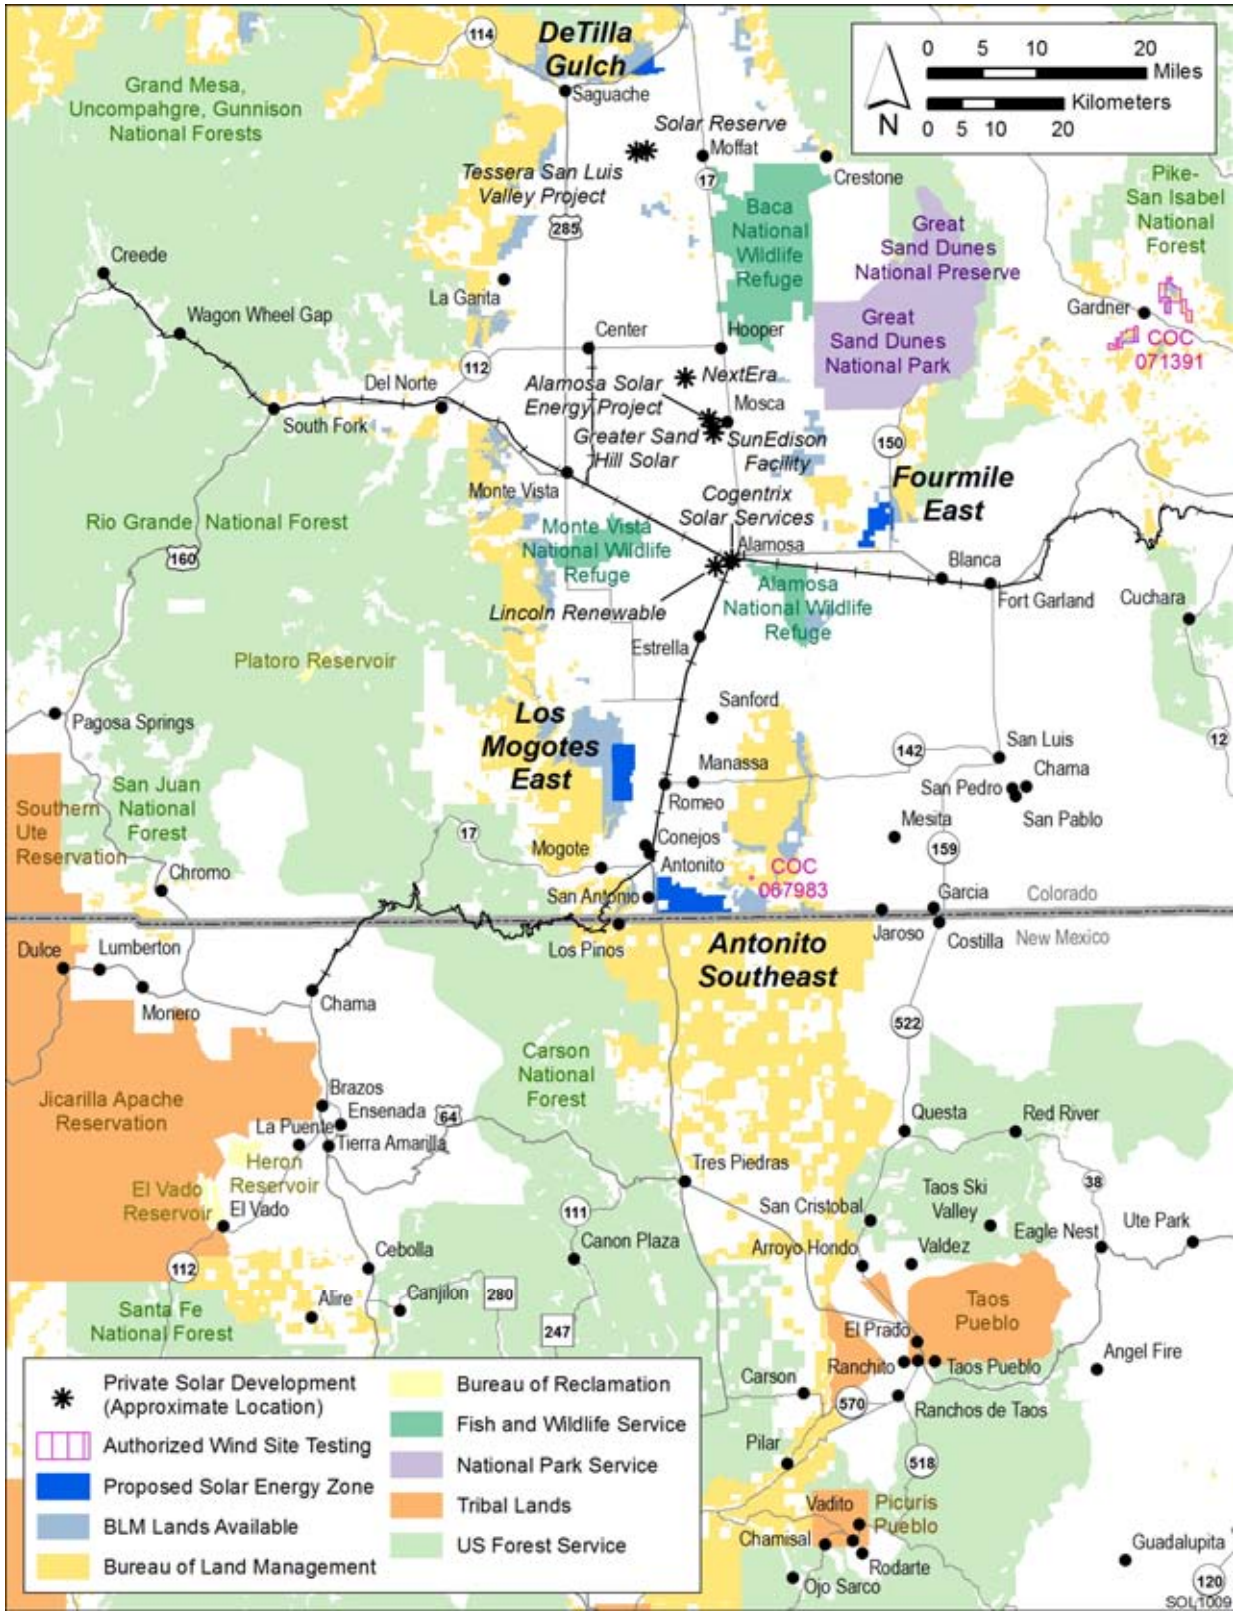 114
DeTilla
Gulch
0 5 10 20
Miles
Kilometers
0 5 10 20
N
Grand Mesa,
Uncompahgre, Gunnison
National Forests
Saguache
Solar Reserve
Moffat
Tessera San Luis
Valley Project
17
Crestone
Pike-
San Isabel
National
Forest
Baca
National
Wildlife
Refuge
Great
Sand Dunes
National Preserve
285
Creede
La Garita
Gardner
Wagon Wheel Gap
Center
Hooper
Great
Sand Dunes
National Park
COC
071391
112
Del Norte
Alamosa Solar
Energy Project
NextEra
Mosca
South Fork
Greater Sand
Hill Solar
SunEdison
Facility
150
Fourmile
East
Monte Vista
Cogentrix
Solar Services
Rio Grande National Forest
Monte Vista
National Wildlife
Refuge
Alamosa
160
Blanca
Fort Garland
Cuchara
Lincoln Renewable
Alamosa
National Wildlife
Refuge
Estrella
Platoro Reservoir
Sanford
Pagosa Springs
Los
Mogotes
East
142
San Luis
12
Manassa
Chama
San Juan
National
Forest
Romeo
San Pedro
San Pablo
Southern
Ute
Reservation
17
Mesita
Conejos
Mogote
Antonito
159
Chromo
COC
067983
San Antonio
Garcia
Colorado
Jaroso
Costilla
New Mexico
Dulce
Lumberton
Los Pinos
Antonito
Southeast
Monero
Chama
522
Carson
National
Forest
Jicarilla Apache
Reservation
Brazos
Ensenada
64
La Puente
Tierra Amarilla
Questa
Red River
Heron
Reservoir
Tres Piedras
38
El Vado
Reservoir
El Vado
111
San Cristobal
Taos Ski
Valley
Ute Park
Eagle Nest
112
Cebolla
Canon Plaza
Arroyo Hondo
Valdez
Alire
Canjilon
280
Taos
Pueblo
Santa Fe
National Forest
247
El Prado
Ranchito
Taos Pueblo
Angel Fire
Carson
570
Ranchos de Taos
Pilar
518
Vadito
Picuris
Pueblo
Chamisal
Rodarte
Guadalupita
Ojo Sarco
120
Private Solar Development
(Approximate Location)
Authorized Wind Site Testing
Proposed Solar Energy Zone
BLM Lands Available
Bureau of Land Management
Bureau of Reclamation
Fish and Wildlife Service
National Park Service
Tribal Lands
US Forest Service
SOL1009